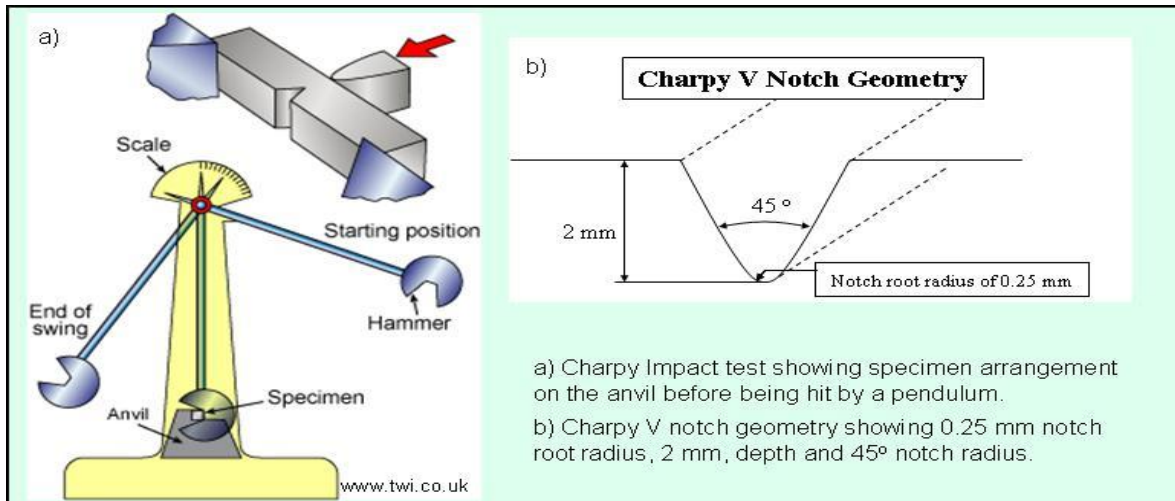 a)
Scale
Starting position
Hammer
End of
swing
Specimen
Anvil
www.twi.co.uk
b)
Charpy V Notch Geometry
45 º
2 mm
Notch root radius of 0.25 mm
a) Charpy Impact test showing specimen arrangement
on the anvil before being hit by a pendulum.
b) Charpy V notch geometry showing 0.25 mm notch
root radius, 2 mm, depth and 45º notch radius.